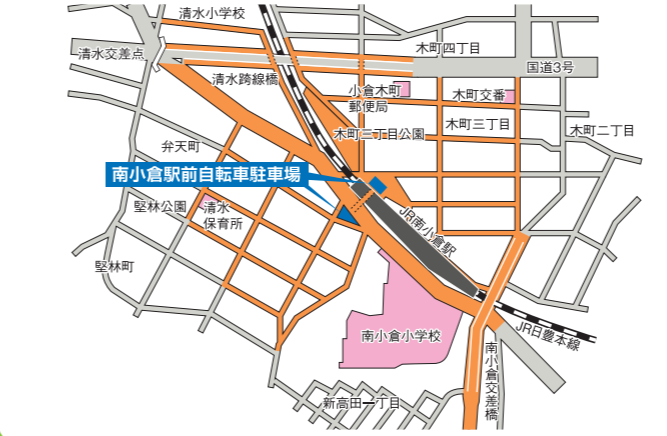 清水小学校
木町四丁目
清水交差点
国道3号
清水跨線橋
小倉木町
郵便局
木町交番
木町三丁目
木町二丁目
木町三丁目公園
弁天町
南小倉駅前自転車駐車場
堅林公園
清水
保育所
JR南小倉駅
堅林町
南小倉小学校
JR日豊本線
南小倉交差橋
新高田一丁目